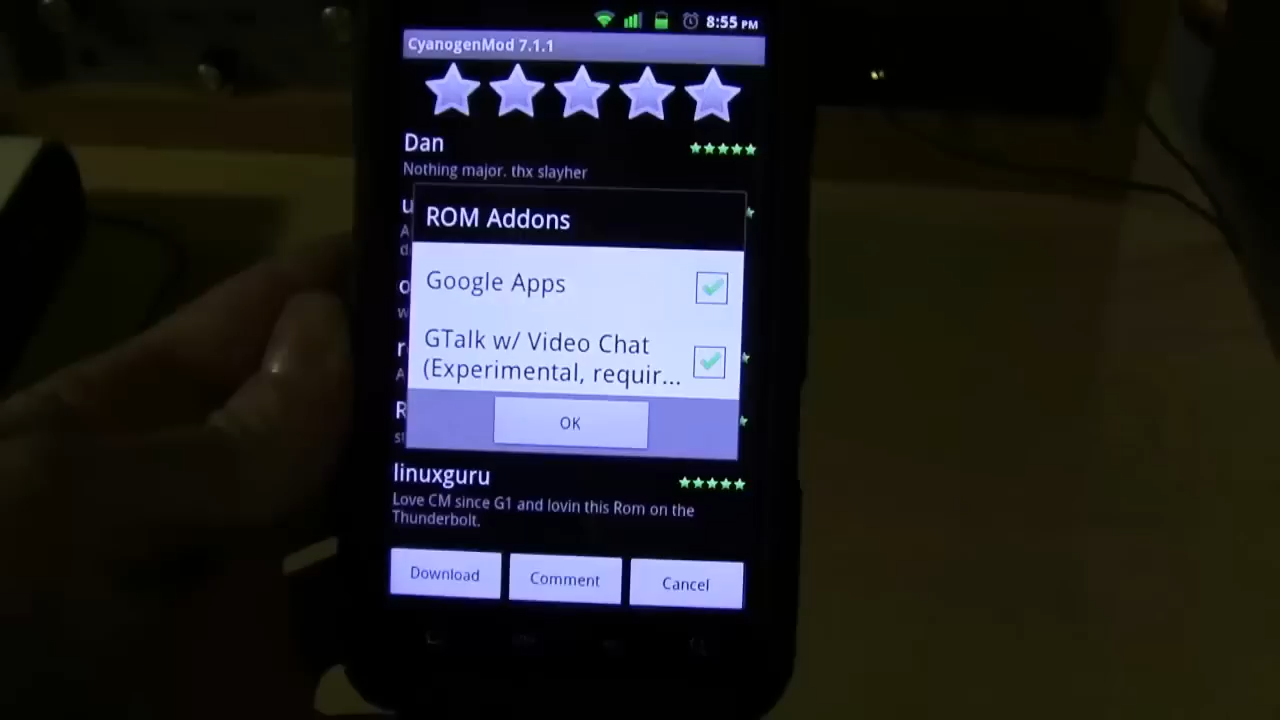 8:55 PM
CyanogenMod 7.1.1
Dan
Nothing major. thx slayher
ROM Addons
Google Apps
GTalk w/ Video Chat
(Experimental, requir...
OK
linuxguru
Love CM since G1 and lovin this Rom on the
Thunderbolt.
Download
Comment
Cancel